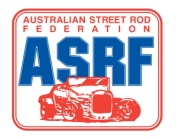 AUSTRALIAN STREET ROD
FEDERATION
ASRF